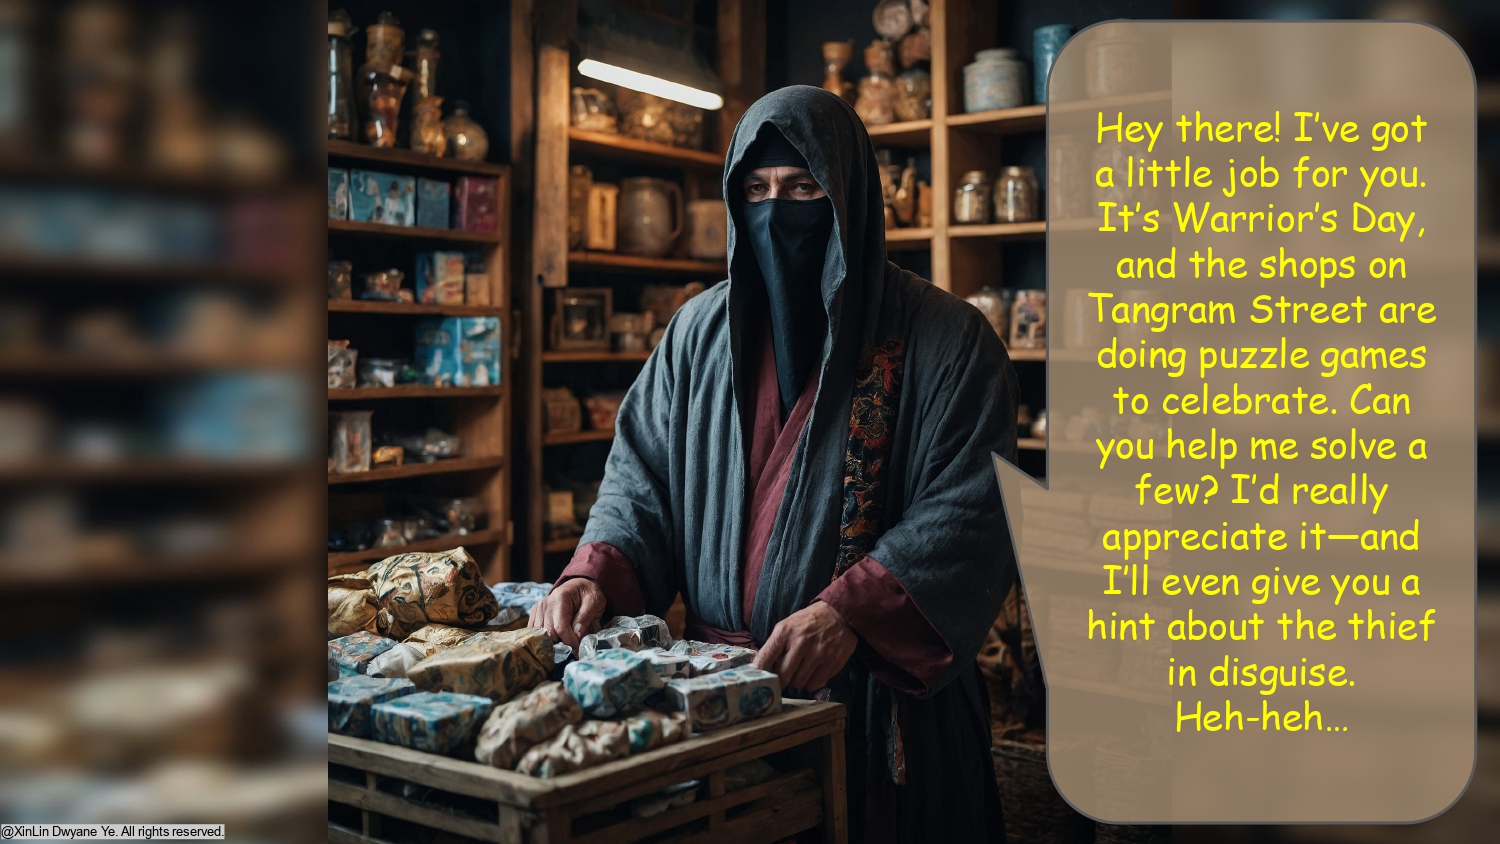 Hey there! I’ve got
a little job for you.
It’s Warrior’s Day,
and the shops on
Tangram Street are
doing puzzle games
to celebrate. Can
you help me solve a
few? I’d really
appreciate it—and
I’ll even give you a
hint about the thief
in disguise.
Heh-heh…
@XinLin Dwyane Ye. All rights reserved.